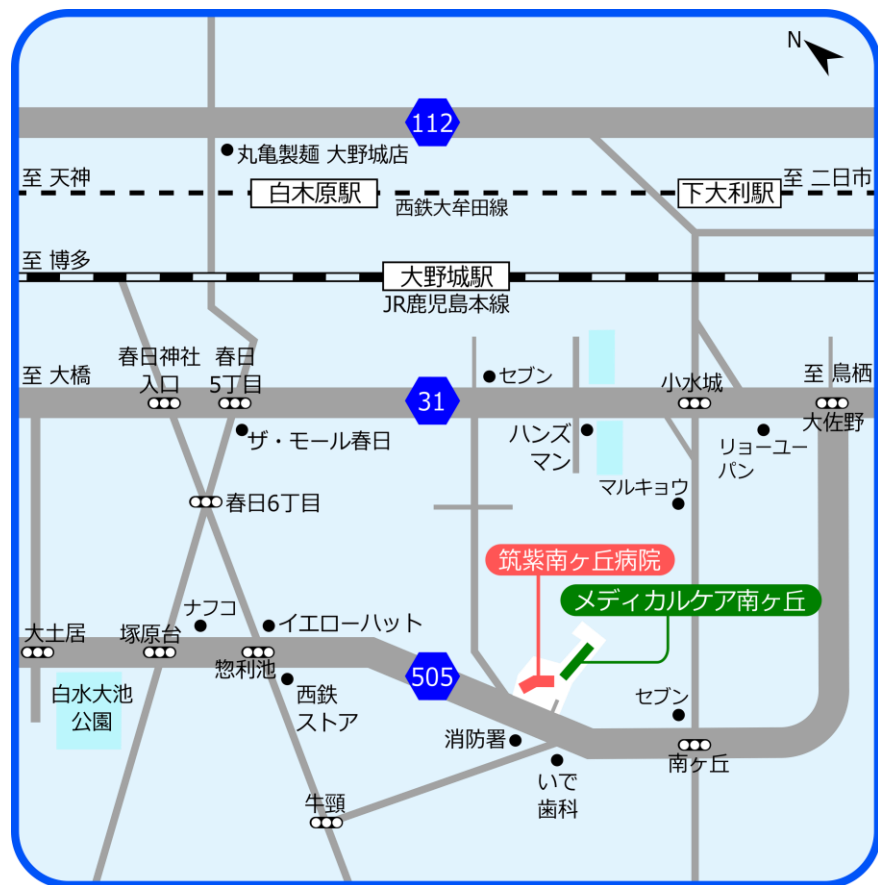 N
112
丸亀製麺 大野城店
至 天神
白木原駅
西鉄大牟田線
下大利駅
至 二日市
至 博多
大野城駅
JR鹿児島本線
春日神社
入口
春日
5丁目
至 大橋
31
セブン
小水城
至 鳥栖
大佐野
ザ・モール春日
ハンズ
マン
リョーユー
パン
マルキョウ
春日6丁目
筑紫南ヶ丘病院
メディカルケア南ヶ丘
ナフコ
イエローハット
大土居
塚原台
惣利池
505
白水大池
公園
西鉄
ストア
セブン
消防署
南ヶ丘
いで
歯科
牛頸